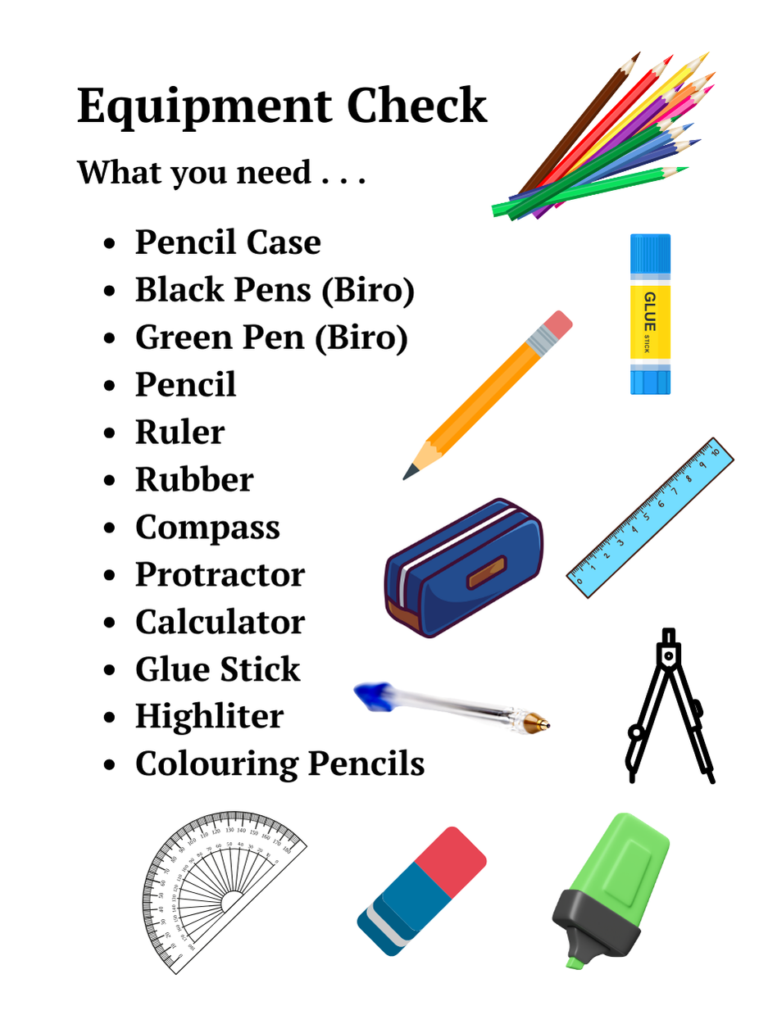 Equipment Check
What you need . . .
• Pencil Case
• Black Pens (Biro)
• Green Pen (Biro)
• Pencil
• Ruler
• Rubber
• Compass
• Protractor
• Calculator
• Glue Stick
• Highliter
• Colouring Pencils
GLUE STICK
0 1 2 3 4 5 6 7 8 9 10